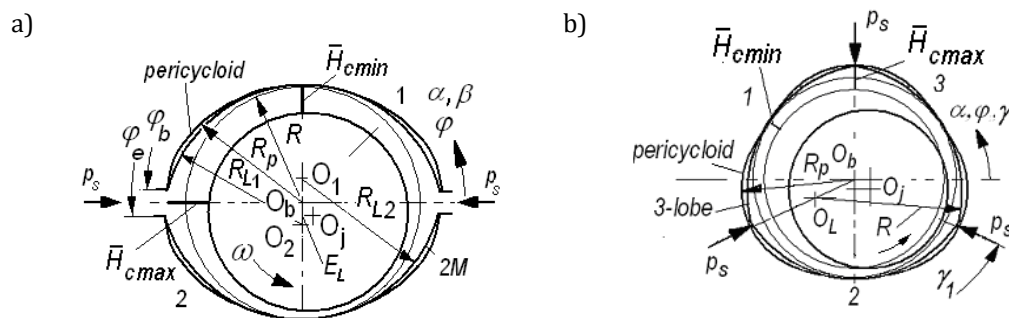 a)
H̄cmin
pericycloid
1
α, β
φ
φb
φe
R
Rp
RL1
O1
ps
ps
Ob
RL2
O2
Oj
H̄cmax
ω
EL
2M
2
b)
ps
H̄cmin
H̄cmax
1
3
α, φ, γ
pericycloid
Rp
Ob
Oj
3-lobe
OL
R
ps
ps
γ1
2